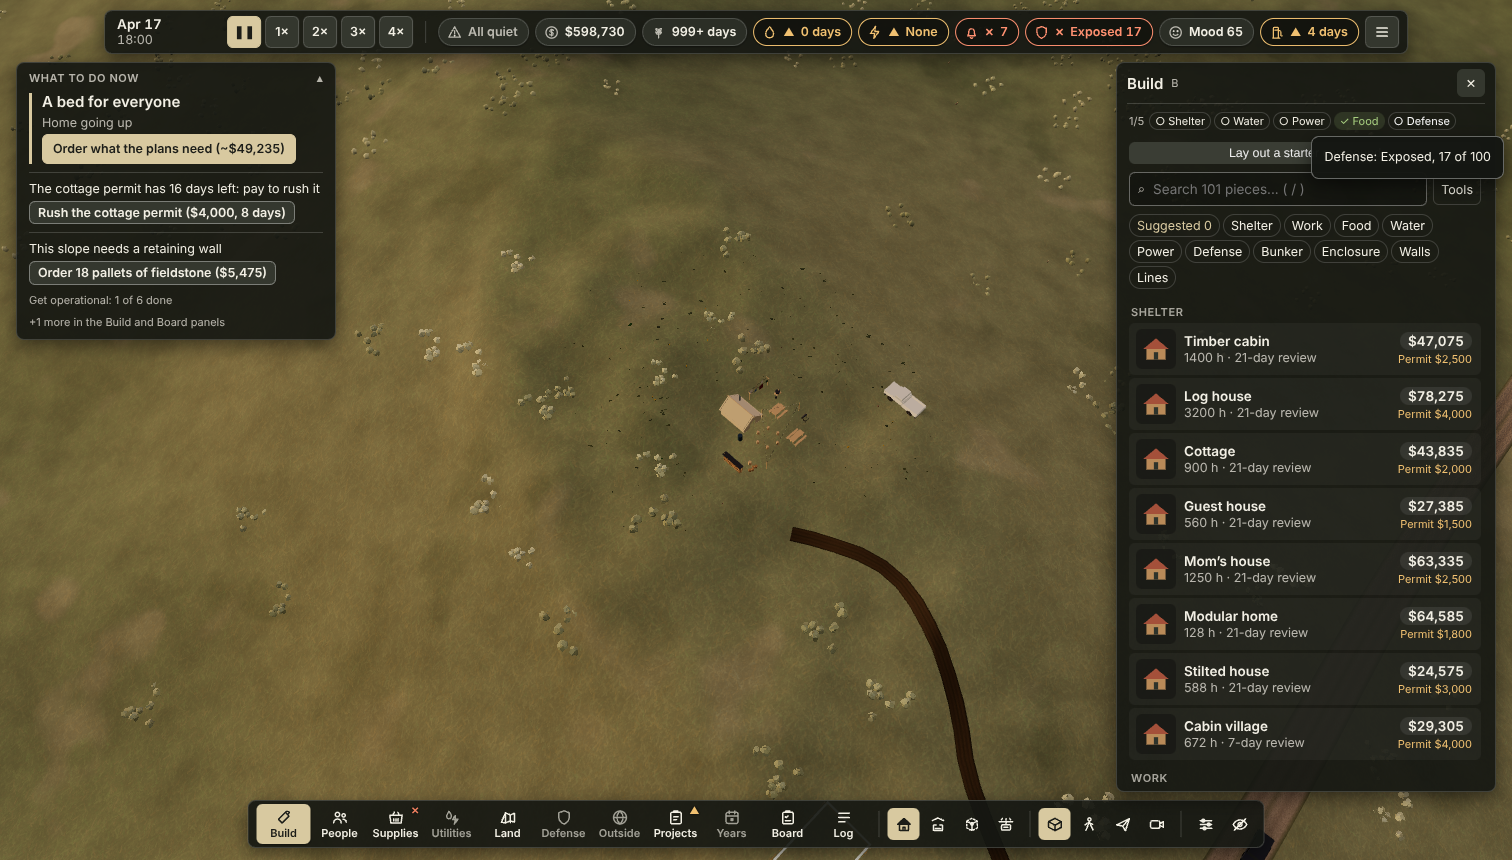 Apr 17
18:00
1×
2×
3×
4×
All quiet
$598,730
999+ days
0 days
None
7
Exposed 17
Mood 65
4 days
WHAT TO DO NOW
A bed for everyone
Home going up
Order what the plans need (~$49,235)
The cottage permit has 16 days left: pay to rush it
Rush the cottage permit ($4,000, 8 days)
This slope needs a retaining wall
Order 18 pallets of fieldstone ($5,475)
Get operational: 1 of 6 done
+1 more in the Build and Board panels
Build B
1/5 Shelter Water Power Food Defense
Lay out a starte
Defense: Exposed, 17 of 100
Search 101 pieces... ( / )
Tools
Suggested 0 Shelter Work Food Water
Power Defense Bunker Enclosure Walls
Lines
SHELTER
Timber cabin $47,075
1400 h · 21-day review Permit $2,500
Log house $78,275
3200 h · 21-day review Permit $4,000
Cottage $43,835
900 h · 21-day review Permit $2,000
Guest house $27,385
560 h · 21-day review Permit $1,500
Mom’s house $63,335
1250 h · 21-day review Permit $2,500
Modular home $64,585
128 h · 21-day review Permit $1,800
Stilted house $24,575
588 h · 21-day review Permit $3,000
Cabin village $29,305
672 h · 7-day review Permit $4,000
WORK
Build
People
Supplies
Utilities
Land
Defense
Outside
Projects
Years
Board
Log